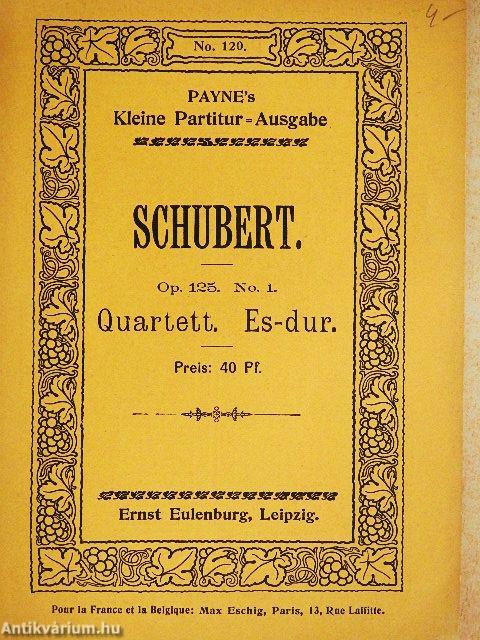 4-
No. 120.
PAYNE's
Kleine Partitur=Ausgabe
SCHUBERT.
Op. 125. No. 1.
Quartett. Es-dur.
Preis: 40 Pf.
Ernst Eulenburg, Leipzig.
Pour la France et la Belgique: Max Eschig, Paris, 13, Rue Laffitte.
Antikvárium.hu